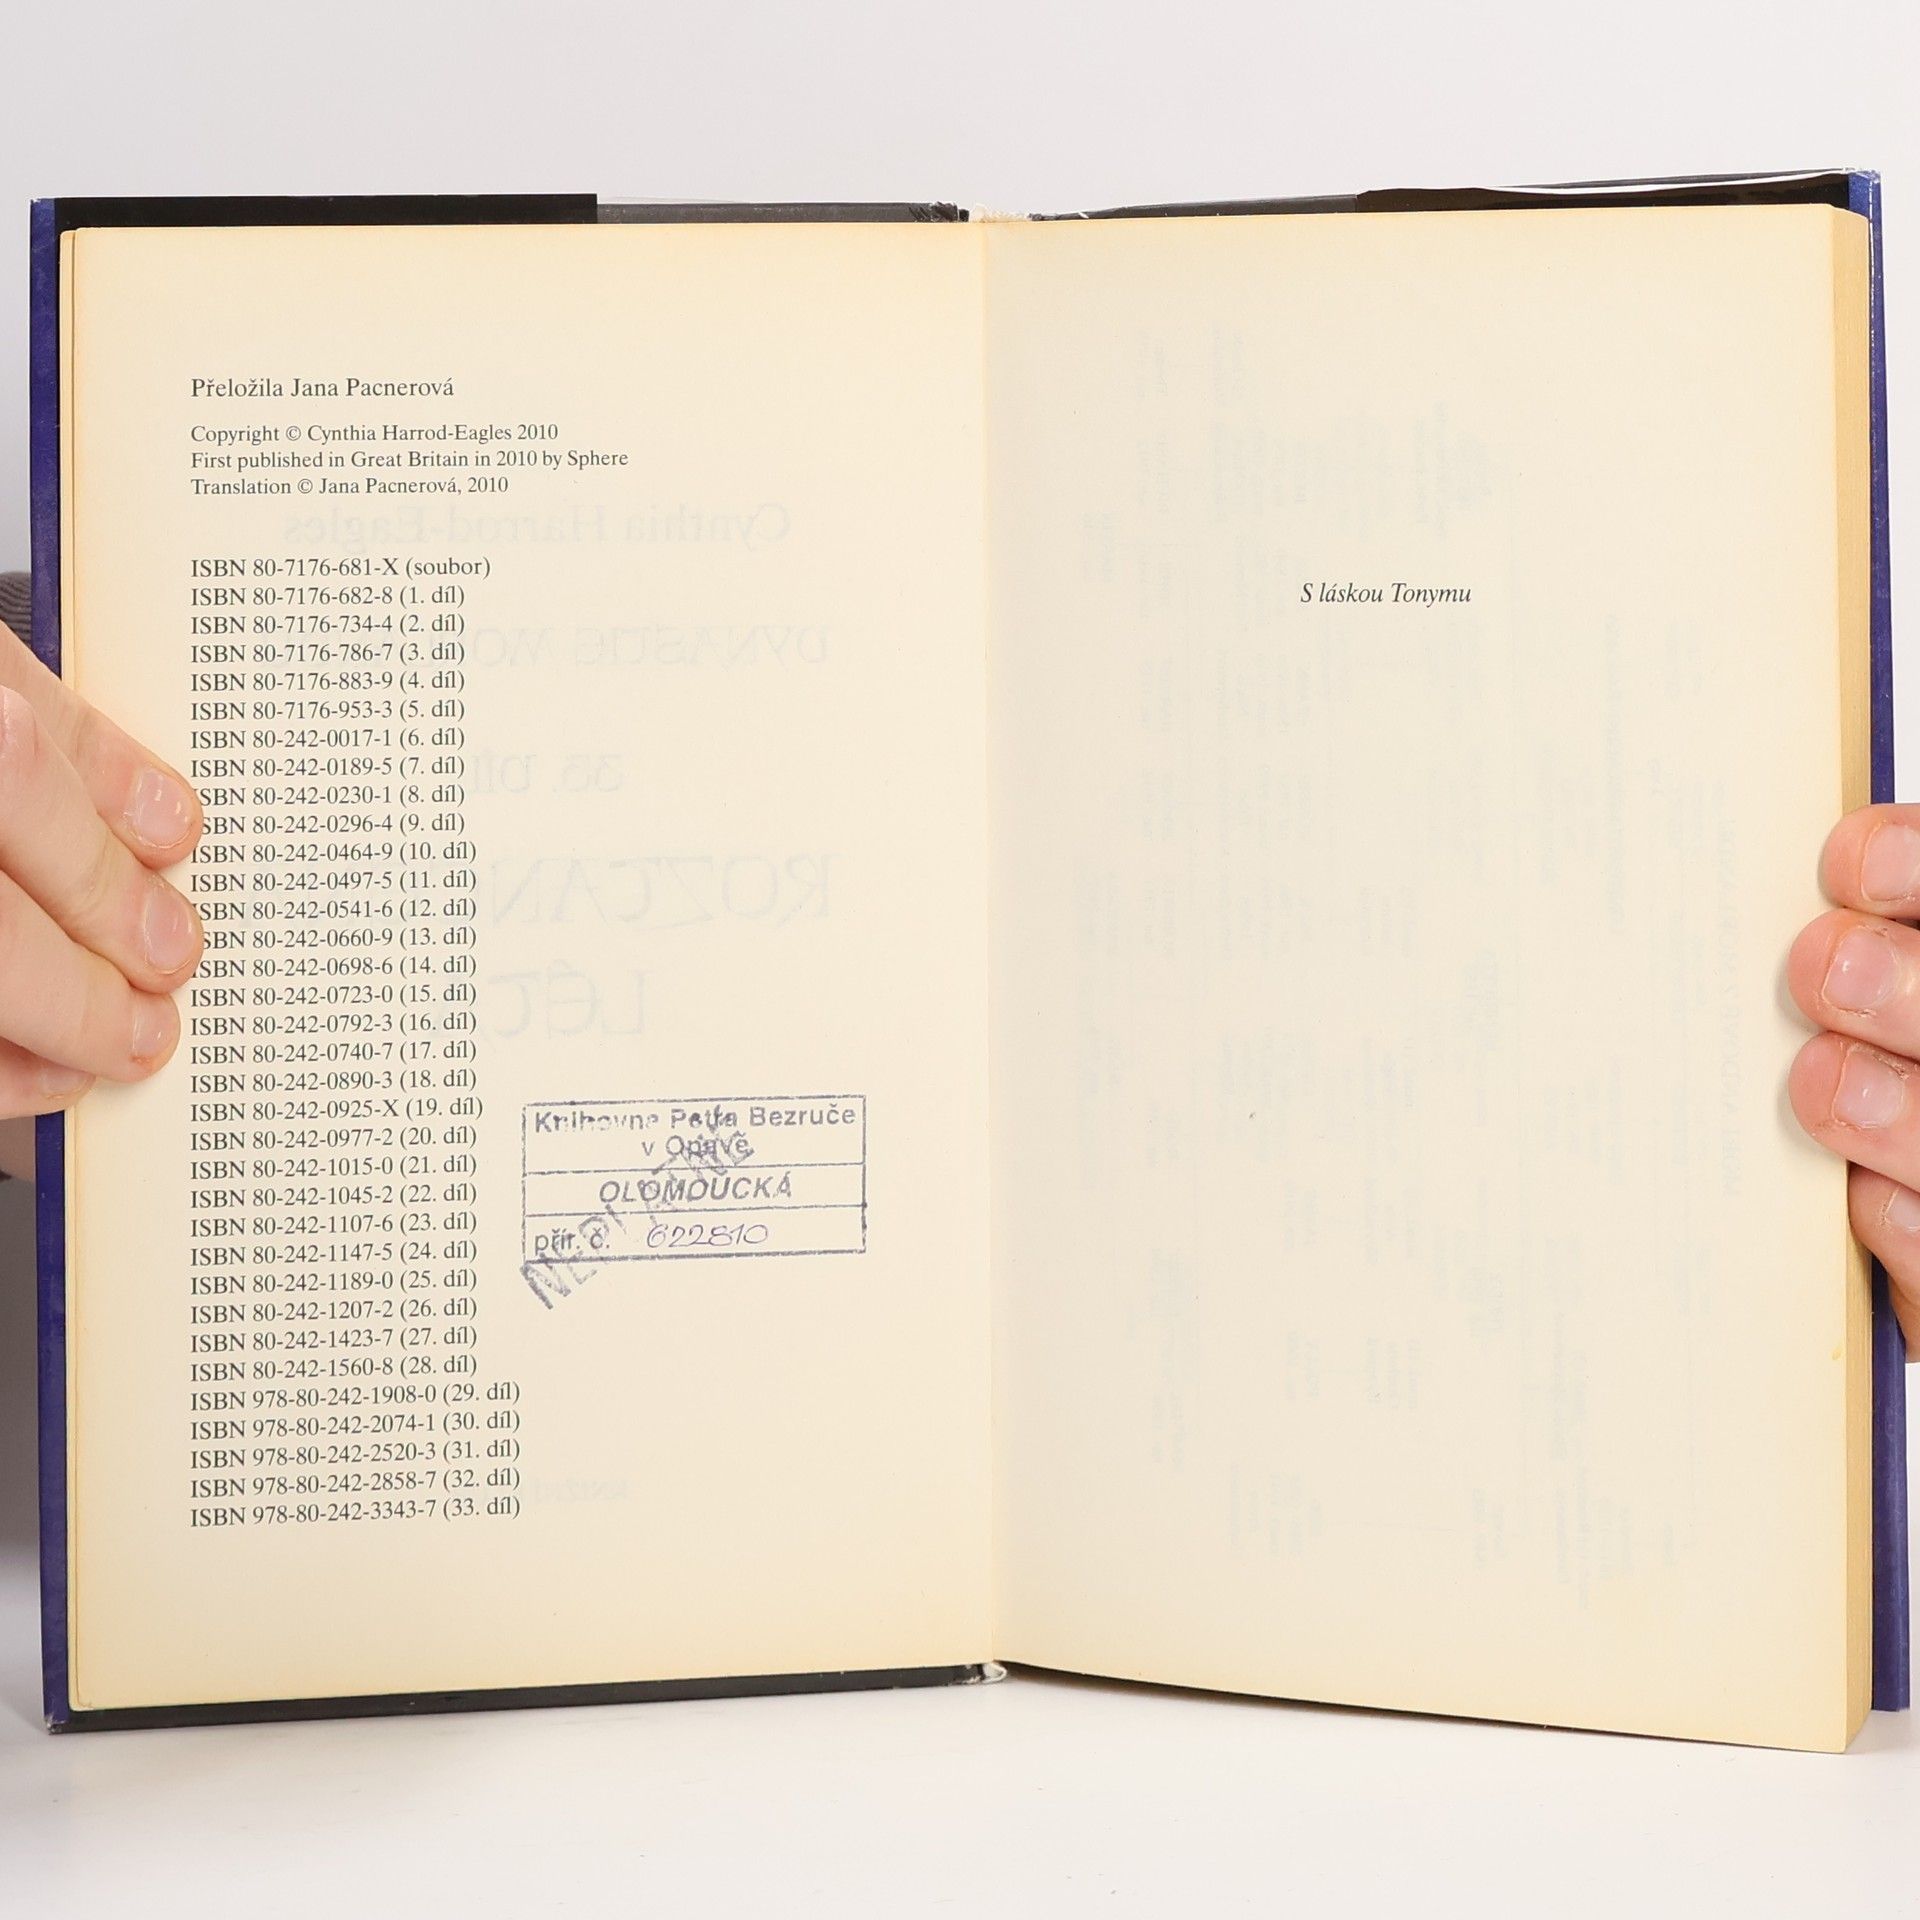 Přeložila Jana Pacnerová
Copyright © Cynthia Harrod-Eagles 2010
First published in Great Britain in 2010 by Sphere
Translation © Jana Pacnerová, 2010
ISBN 80-7176-681-X (soubor)
ISBN 80-7176-682-8 (1. díl)
ISBN 80-7176-734-4 (2. díl)
ISBN 80-7176-786-7 (3. díl)
ISBN 80-7176-883-9 (4. díl)
ISBN 80-7176-953-3 (5. díl)
ISBN 80-242-0017-1 (6. díl)
ISBN 80-242-0189-5 (7. díl)
ISBN 80-242-0230-1 (8. díl)
ISBN 80-242-0296-4 (9. díl)
ISBN 80-242-0464-9 (10. díl)
ISBN 80-242-0497-5 (11. díl)
ISBN 80-242-0541-6 (12. díl)
ISBN 80-242-0660-9 (13. díl)
ISBN 80-242-0698-6 (14. díl)
ISBN 80-242-0723-0 (15. díl)
ISBN 80-242-0792-3 (16. díl)
ISBN 80-242-0740-7 (17. díl)
ISBN 80-242-0890-3 (18. díl)
ISBN 80-242-0925-X (19. díl)
ISBN 80-242-0977-2 (20. díl)
ISBN 80-242-1015-0 (21. díl)
ISBN 80-242-1045-2 (22. díl)
ISBN 80-242-1107-6 (23. díl)
ISBN 80-242-1147-5 (24. díl)
ISBN 80-242-1189-0 (25. díl)
ISBN 80-242-1207-2 (26. díl)
ISBN 80-242-1423-7 (27. díl)
ISBN 80-242-1560-8 (28. díl)
ISBN 978-80-242-1908-0 (29. díl)
ISBN 978-80-242-2074-1 (30. díl)
ISBN 978-80-242-2520-3 (31. díl)
ISBN 978-80-242-2858-7 (32. díl)
ISBN 978-80-242-3343-7 (33. díl)
Knihovna Petra Bezruče
v Opavě
OLOMOUCKÁ
přír. č. 622810
NEPLATNÉ
S láskou Tonymu